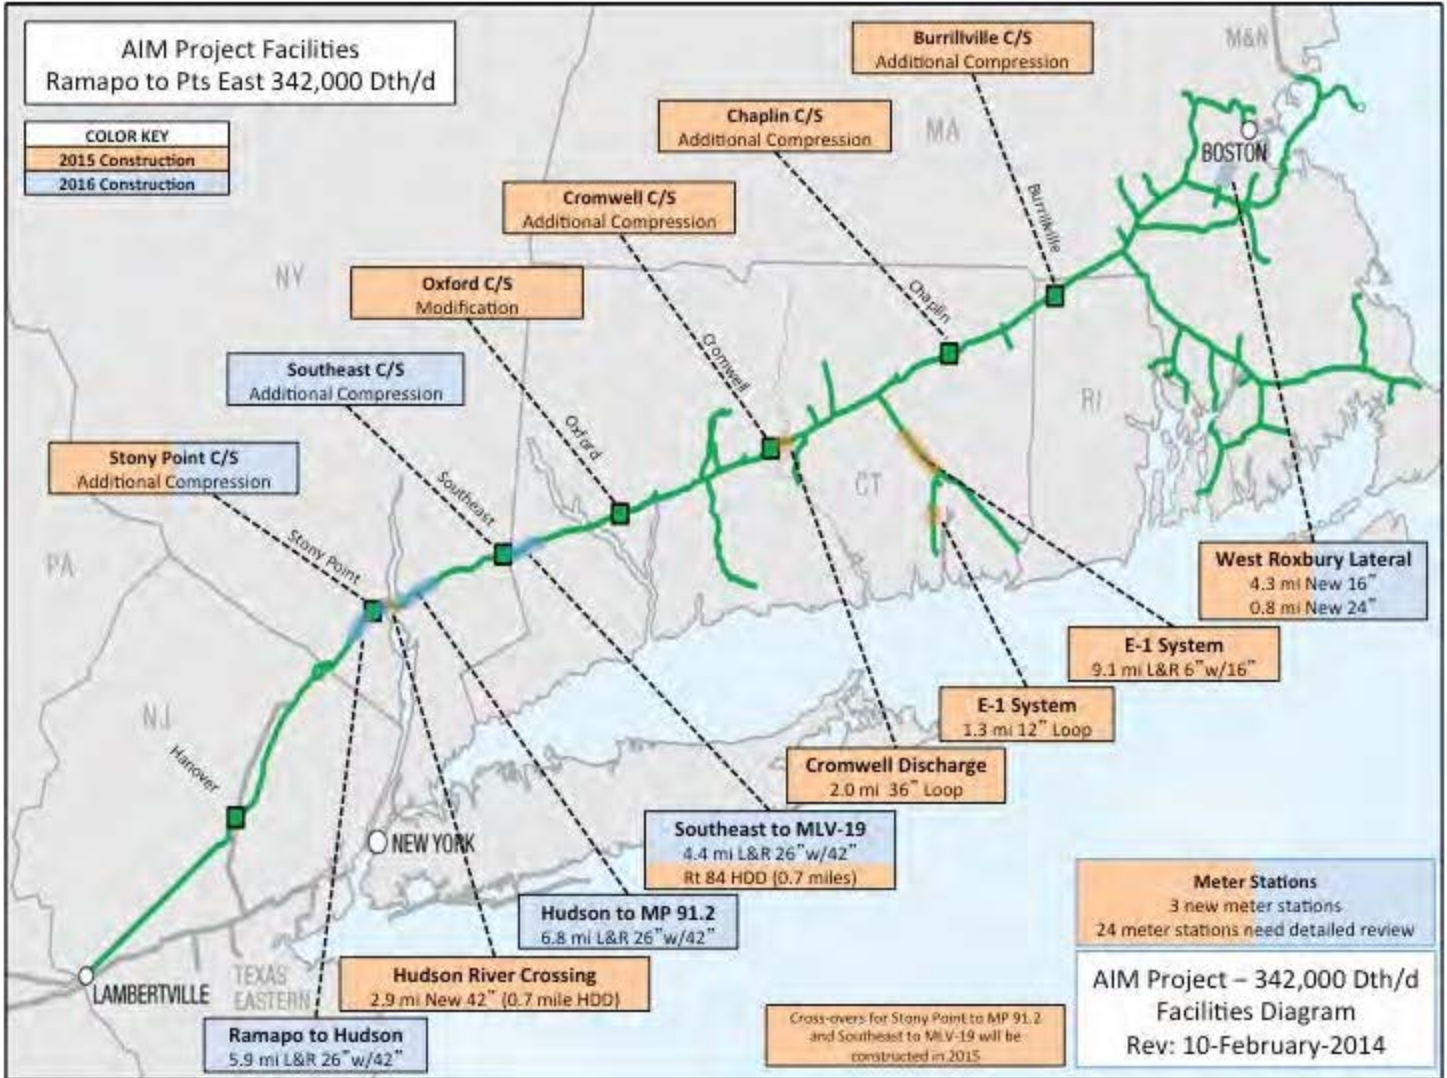 AIM Project Facilities
Ramapo to Pts East 342,000 Dth/d
COLOR KEY
2015 Construction
2016 Construction
Burrillville C/S
Additional Compression
M&N
Chaplin C/S
Additional Compression
MA
BOSTON
Cromwell C/S
Additional Compression
Burrillville
NY
Oxford C/S
Modification
Chaplin
Southeast C/S
Additional Compression
Cromwell
RI
Oxford
Stony Point C/S
Additional Compression
Southeast
CT
Stony Point
PA
West Roxbury Lateral
4.3 mi New 16"
0.8 mi New 24"
E-1 System
9.1 mi L&R 6"w/16"
NJ
E-1 System
1.3 mi 12" Loop
Hanover
Cromwell Discharge
2.0 mi 36" Loop
NEW YORK
Southeast to MLV-19
4.4 mi L&R 26"w/42"
Rt 84 HDD (0.7 miles)
Meter Stations
3 new meter stations
24 meter stations need detailed review
Hudson to MP 91.2
6.8 mi L&R 26"w/42"
LAMBERTVILLE
TEXAS
EASTERN
Hudson River Crossing
2.9 mi New 42" (0.7 mile HDD)
AIM Project – 342,000 Dth/d
Facilities Diagram
Rev: 10-February-2014
Ramapo to Hudson
5.9 mi L&R 26"w/42"
Cross-overs for Stony Point to MP 91.2
and Southeast to MLV-19 will be
constructed in 2015